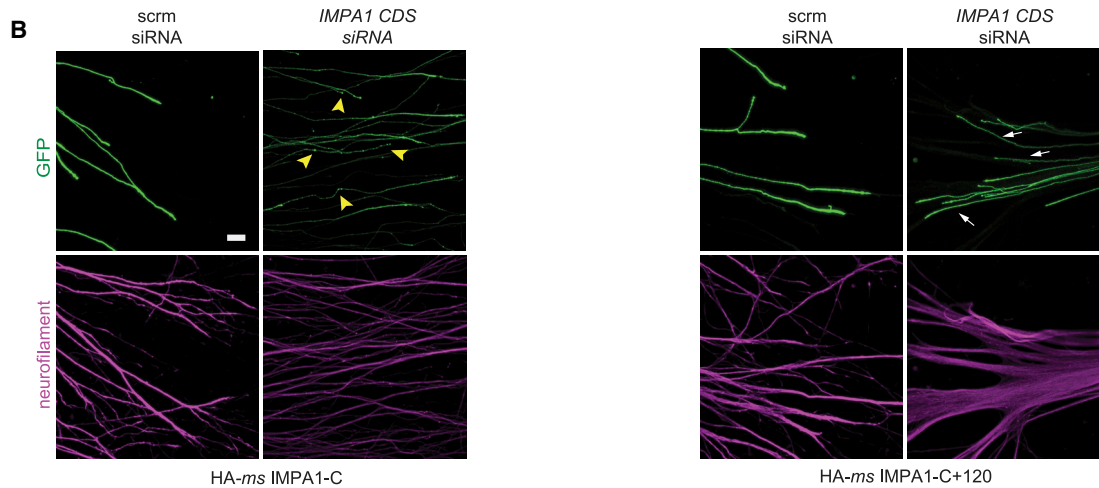 B
scrm
siRNA
IMPA1 CDS
siRNA
scrm
siRNA
IMPA1 CDS
siRNA
GFP
neurofilament
HA-ms IMPA1-C
HA-ms IMPA1-C+120